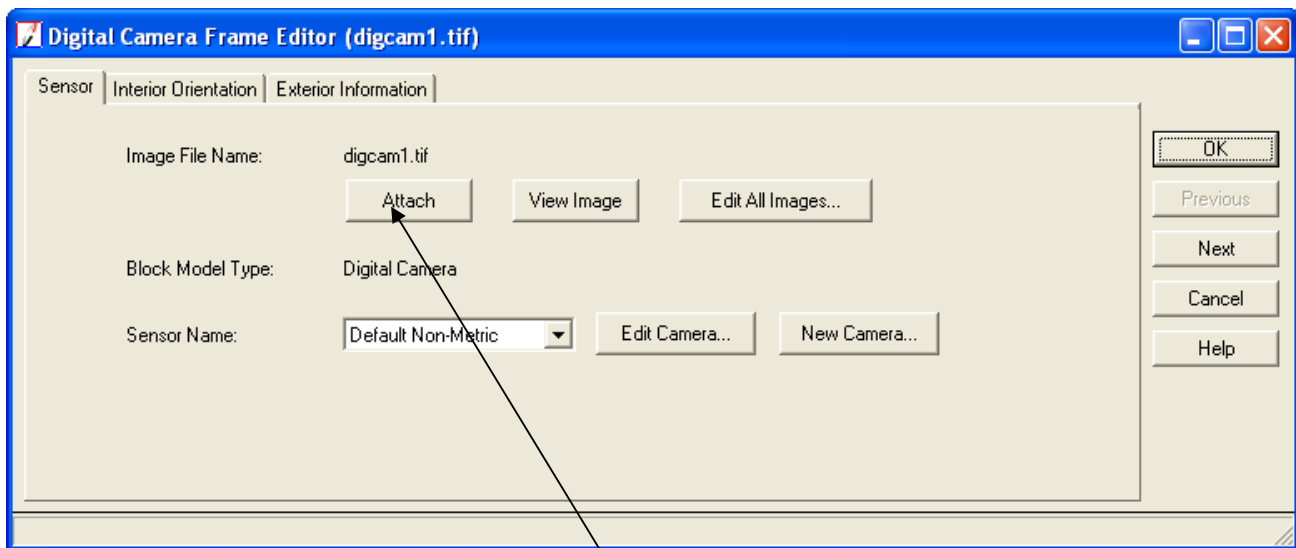 Digital Camera Frame Editor (digcam1.tif)
Sensor Interior Orientation Exterior Information
Image File Name: digcam1.tif
Attach View Image Edit All Images...
Block Model Type: Digital Camera
Sensor Name: Default Non-Metric Edit Camera... New Camera...
OK
Previous
Next
Cancel
Help